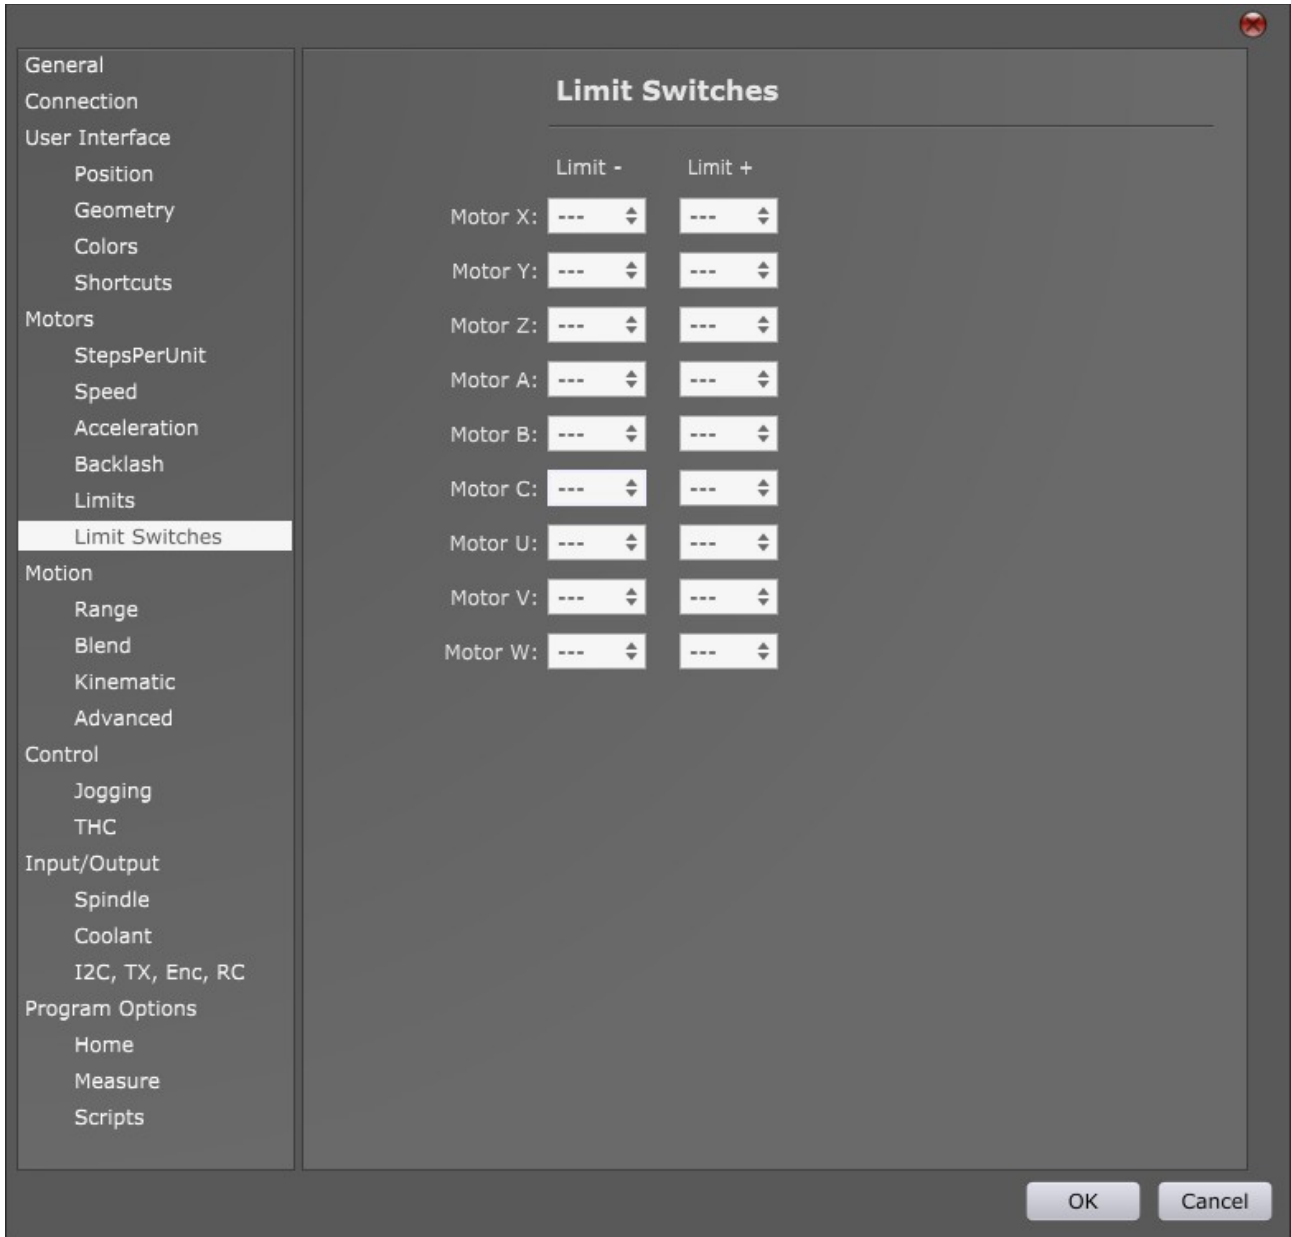 General
Connection
User Interface
Position
Geometry
Colors
Shortcuts
Motors
StepsPerUnit
Speed
Acceleration
Backlash
Limits
Limit Switches
Motion
Range
Blend
Kinematic
Advanced
Control
Jogging
THC
Input/Output
Spindle
Coolant
I2C, TX, Enc, RC
Program Options
Home
Measure
Scripts
Limit Switches
Limit - Limit +
Motor X: --- ---
Motor Y: --- ---
Motor Z: --- ---
Motor A: --- ---
Motor B: --- ---
Motor C: --- ---
Motor U: --- ---
Motor V: --- ---
Motor W: --- ---
OK Cancel